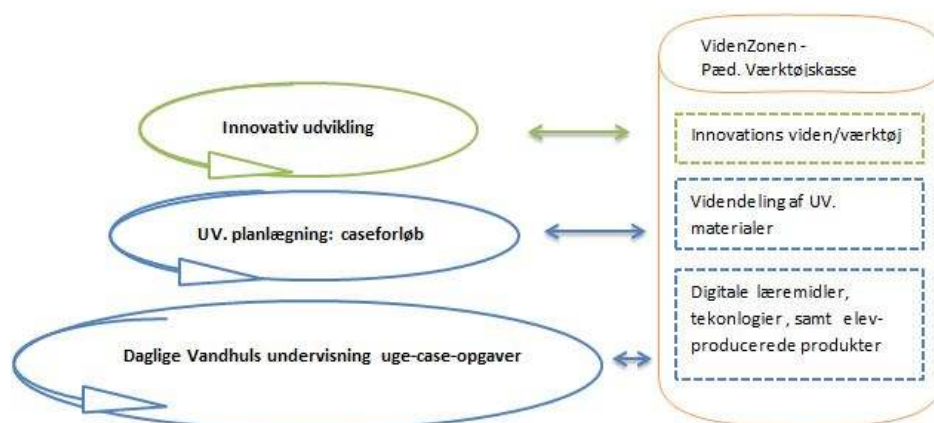 VidenZonen -
Pæd. Værktøjskasse
Innovativ udvikling
Innovations viden/værktøj
UV. planlægning: caseforløb
Videndeling af UV.
materialer
Daglige Vandhuls undervisning uge-case-opgaver
Digitale læremidler,
tekonlogier, samt elev-
producerede produkter